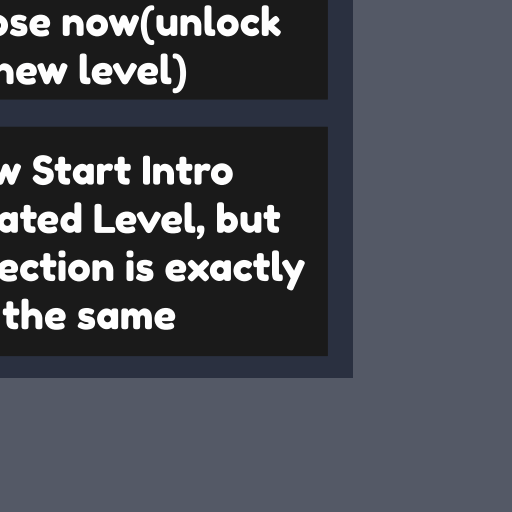 ose now(unlock
new level)
w Start Intro
ated Level, but
ection is exactly
the same